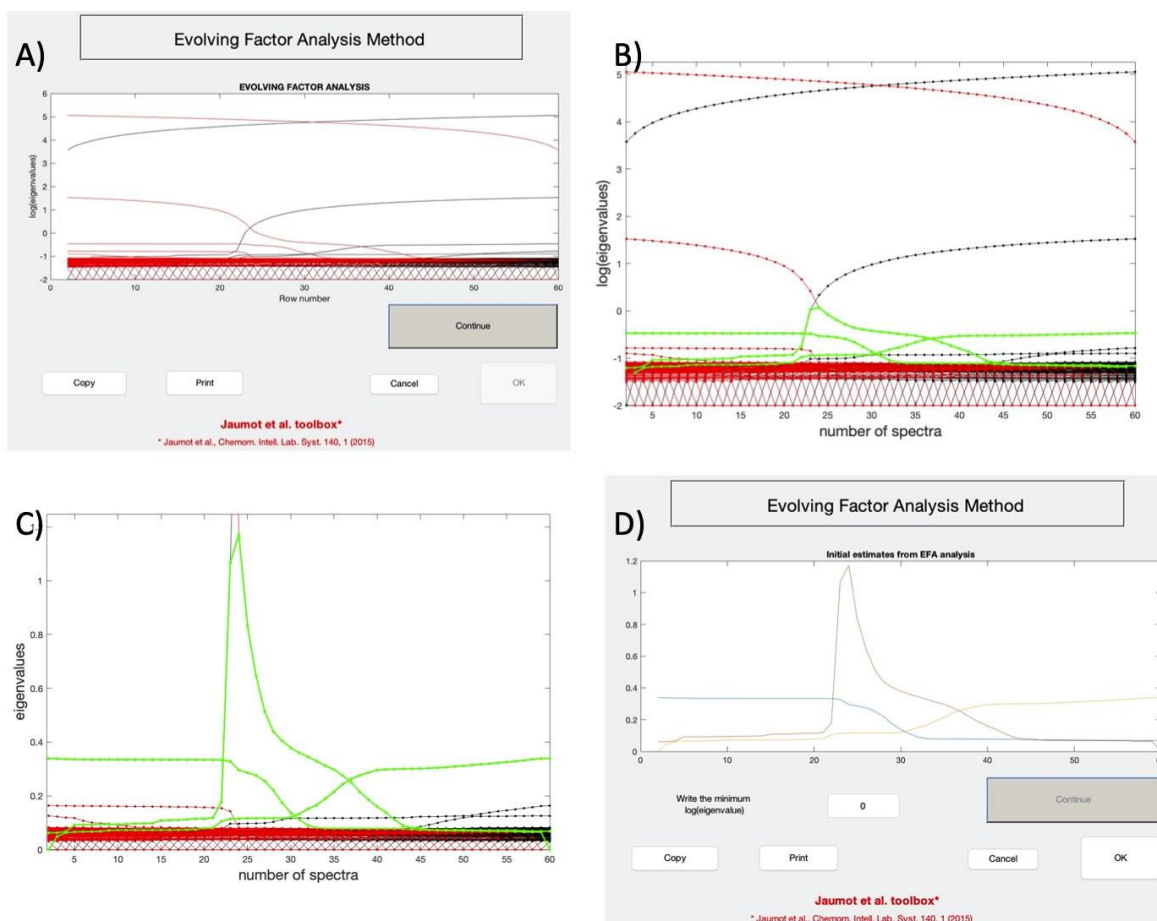 A)
Evolving Factor Analysis Method
EVOLVING FACTOR ANALYSIS
log(eigenvalues)
6
5
4
3
2
1
0
-1
-2
0 10 20 30 40 50 60
Row number
Continue
Copy Print Cancel OK
Jaumot et al. toolbox*
* Jaumot et al., Chemom. Intell. Lab. Syst. 140, 1 (2015)
B)
log(eigenvalues)
5
4
3
2
1
0
-1
-2
5 10 15 20 25 30 35 40 45 50 55 60
number of spectra
C)
eigenvalues
1
0.8
0.6
0.4
0.2
0
5 10 15 20 25 30 35 40 45 50 55 60
number of spectra
D)
Evolving Factor Analysis Method
Initial estimates from EFA analysis
1.2
1
0.8
0.6
0.4
0.2
0
0 10 20 30 40 50
Write the minimum
log(eigenvalue)
0
Continue
Copy Print Cancel OK
Jaumot et al. toolbox*
* Jaumot et al., Chemom. Intell. Lab. Syst. 140, 1 (2015)